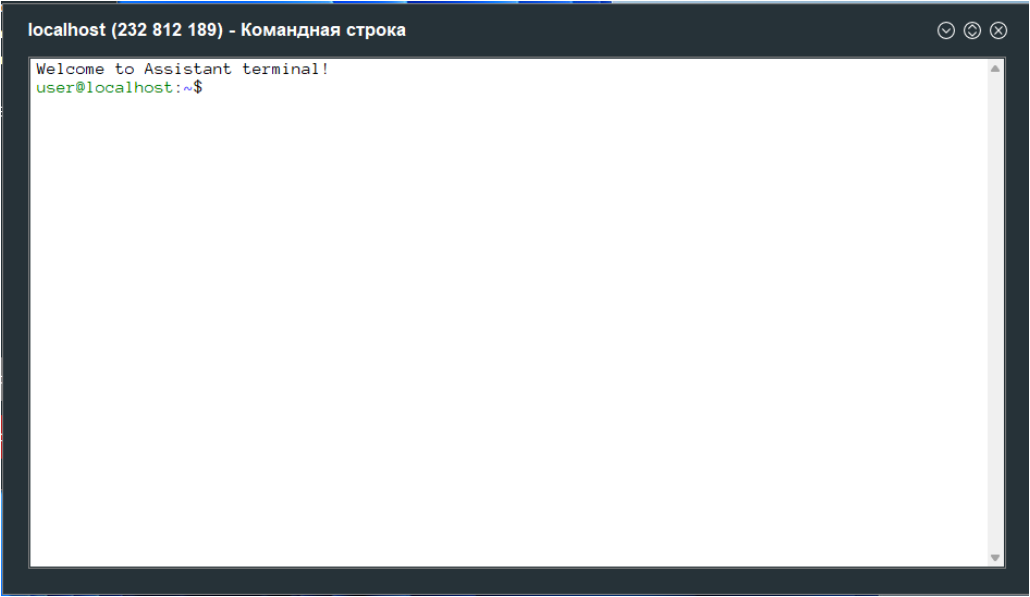 localhost (232 812 189) - Командная строка
Welcome to Assistant terminal!
user@localhost:~$